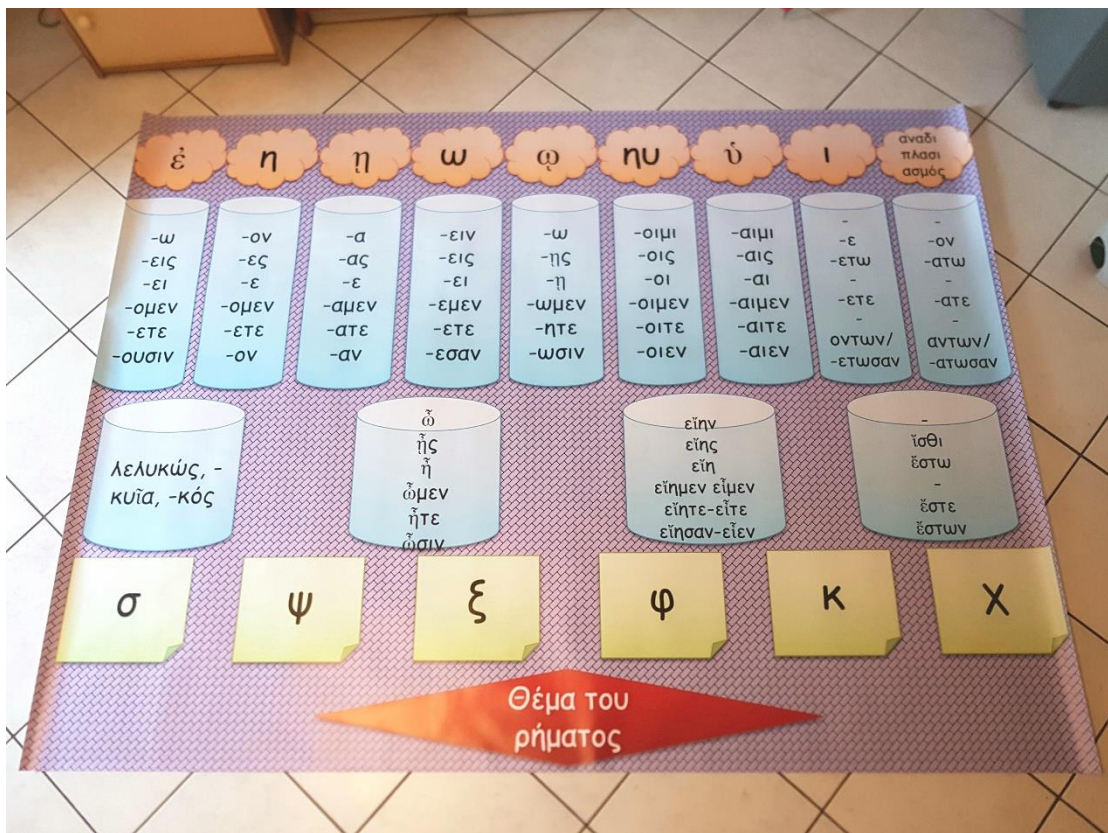 ἐ
η
ῃ
ω
ῳ
ηυ
ὑ
ι
αναδι
πλασι
ασμός
-ω
-εις
-ει
-ομεν
-ετε
-ουσιν
-ον
-ες
-ε
-ομεν
-ετε
-ον
-α
-ας
-ε
-αμεν
-ατε
-αν
-ειν
-εις
-ει
-εμεν
-ετε
-εσαν
-ω
-ῃς
-ῃ
-ωμεν
-ητε
-ωσιν
-οιμι
-οις
-οι
-οιμεν
-οιτε
-οιεν
-αιμι
-αις
-αι
-αιμεν
-αιτε
-αιεν
-
-ε
-ετω
-
-ετε
-
οντων/
-ετωσαν
-
-ον
-ατω
-
-ατε
-
αντων/
-ατωσαν
λελυκώς, -
κυῖα, -κός
ὦ
ᾖς
ᾖ
ὦμεν
ἦτε
ὦσιν
εἴην
εἴης
εἴη
εἴημεν εἶμεν
εἴητε-εἶτε
εἴησαν-εἶεν
-
ἴσθι
ἔστω
-
ἔστε
ἔστων
σ
ψ
ξ
φ
κ
χ
Θέμα του
ρήματος